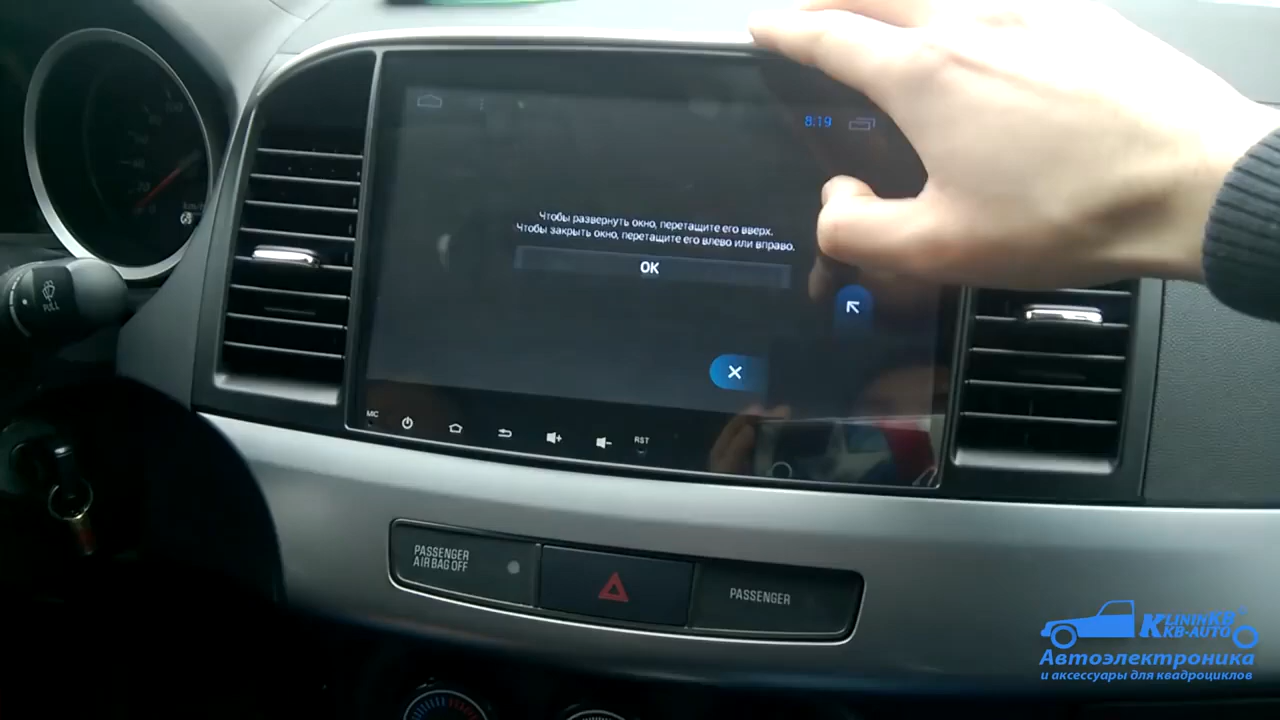 8:19
Чтобы развернуть окно, перетащите его вверх.
Чтобы закрыть окно, перетащите его влево или вправо.
OK
PULL
MIC
RST
PASSENGER
AIR BAG OFF
PASSENGER
KLININKB
KB-AUTO
Автоэлектроника
и аксессуары для квадроциклов